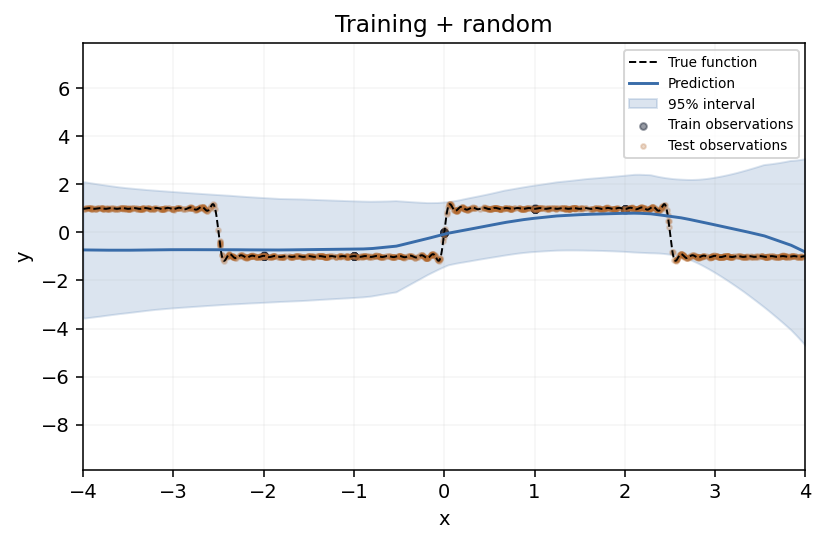 Training + random
True function
Prediction
95% interval
Train observations
Test observations
6
4
2
0
−2
−4
−6
−8
y
−4 −3 −2 −1 0 1 2 3 4
x